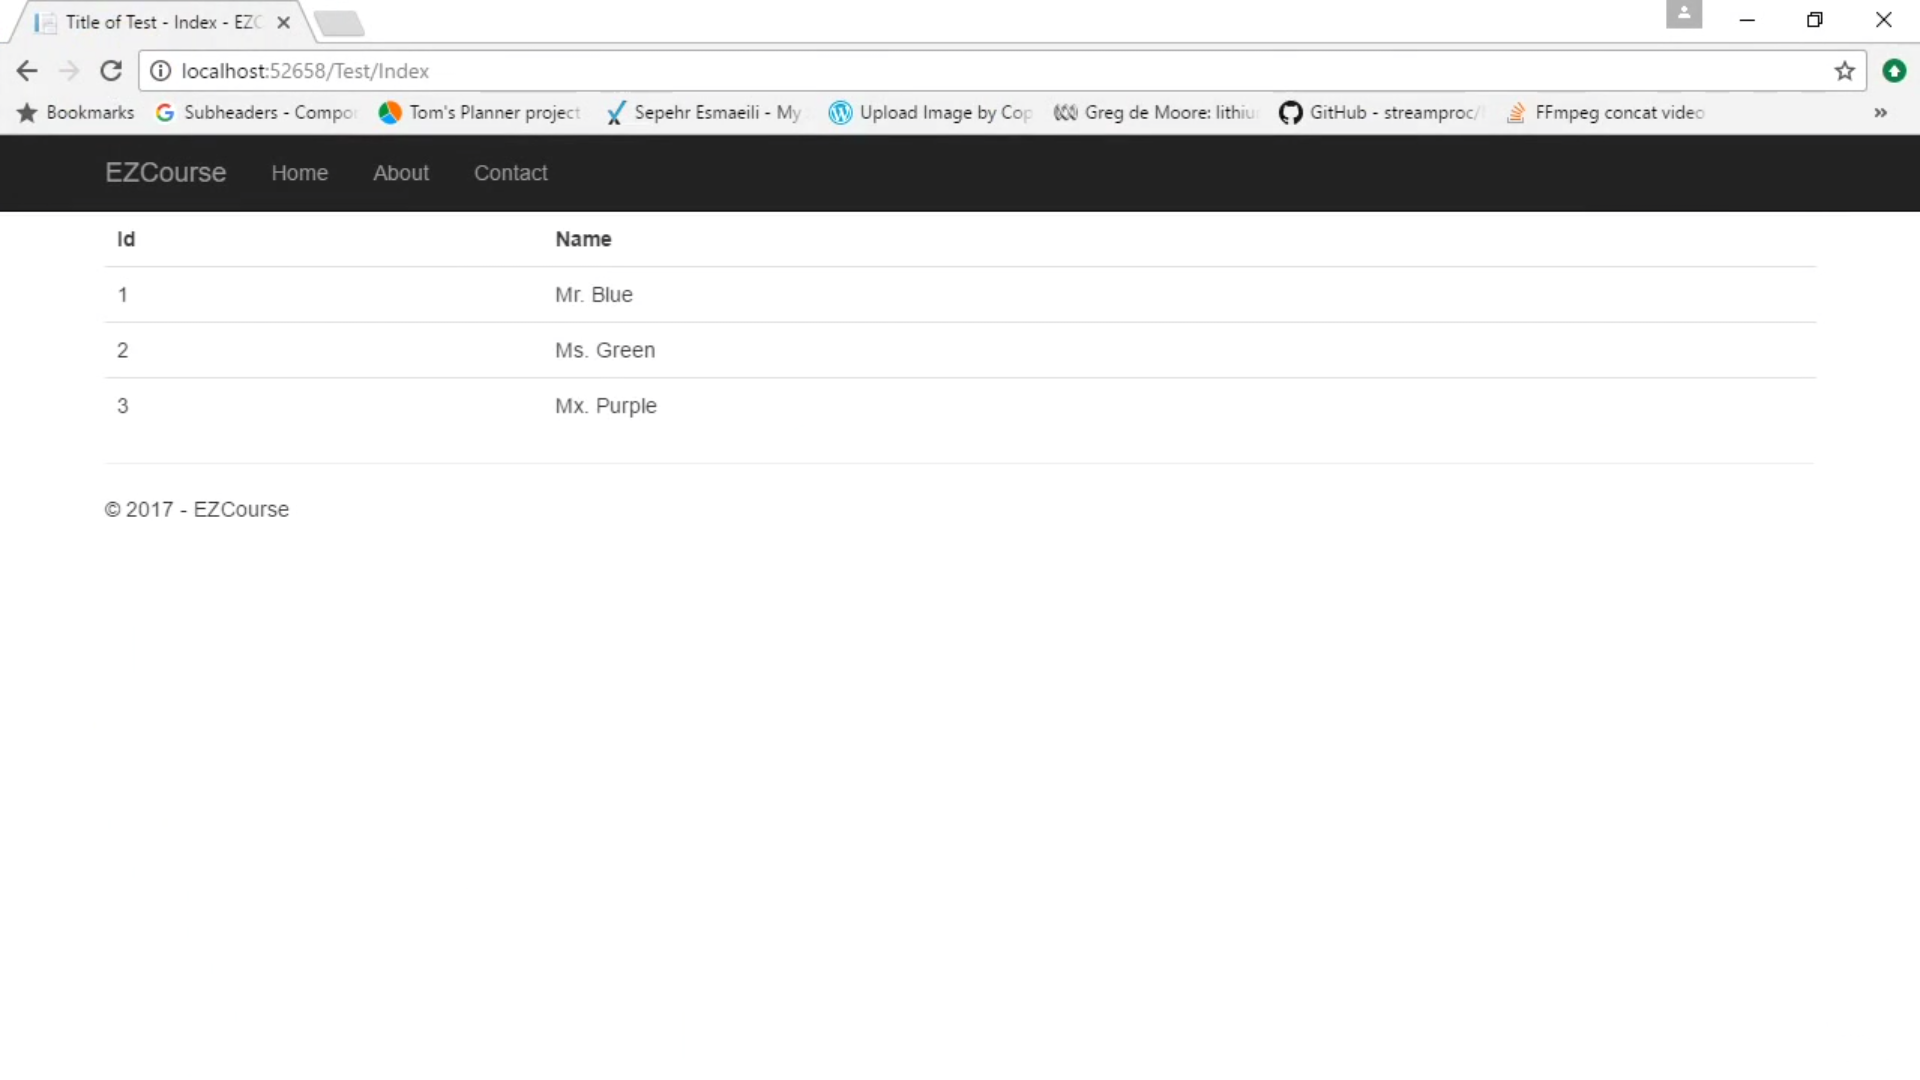 Title of Test - Index - EZC
localhost:52658/Test/Index
Bookmarks Subheaders - Compo Tom's Planner project Sepehr Esmaeili - My Upload Image by Cop Greg de Moore: lithiu GitHub - streamproc/ FFmpeg concat video »
EZCourse Home About Contact
Id Name
1 Mr. Blue
2 Ms. Green
3 Mx. Purple
© 2017 - EZCourse